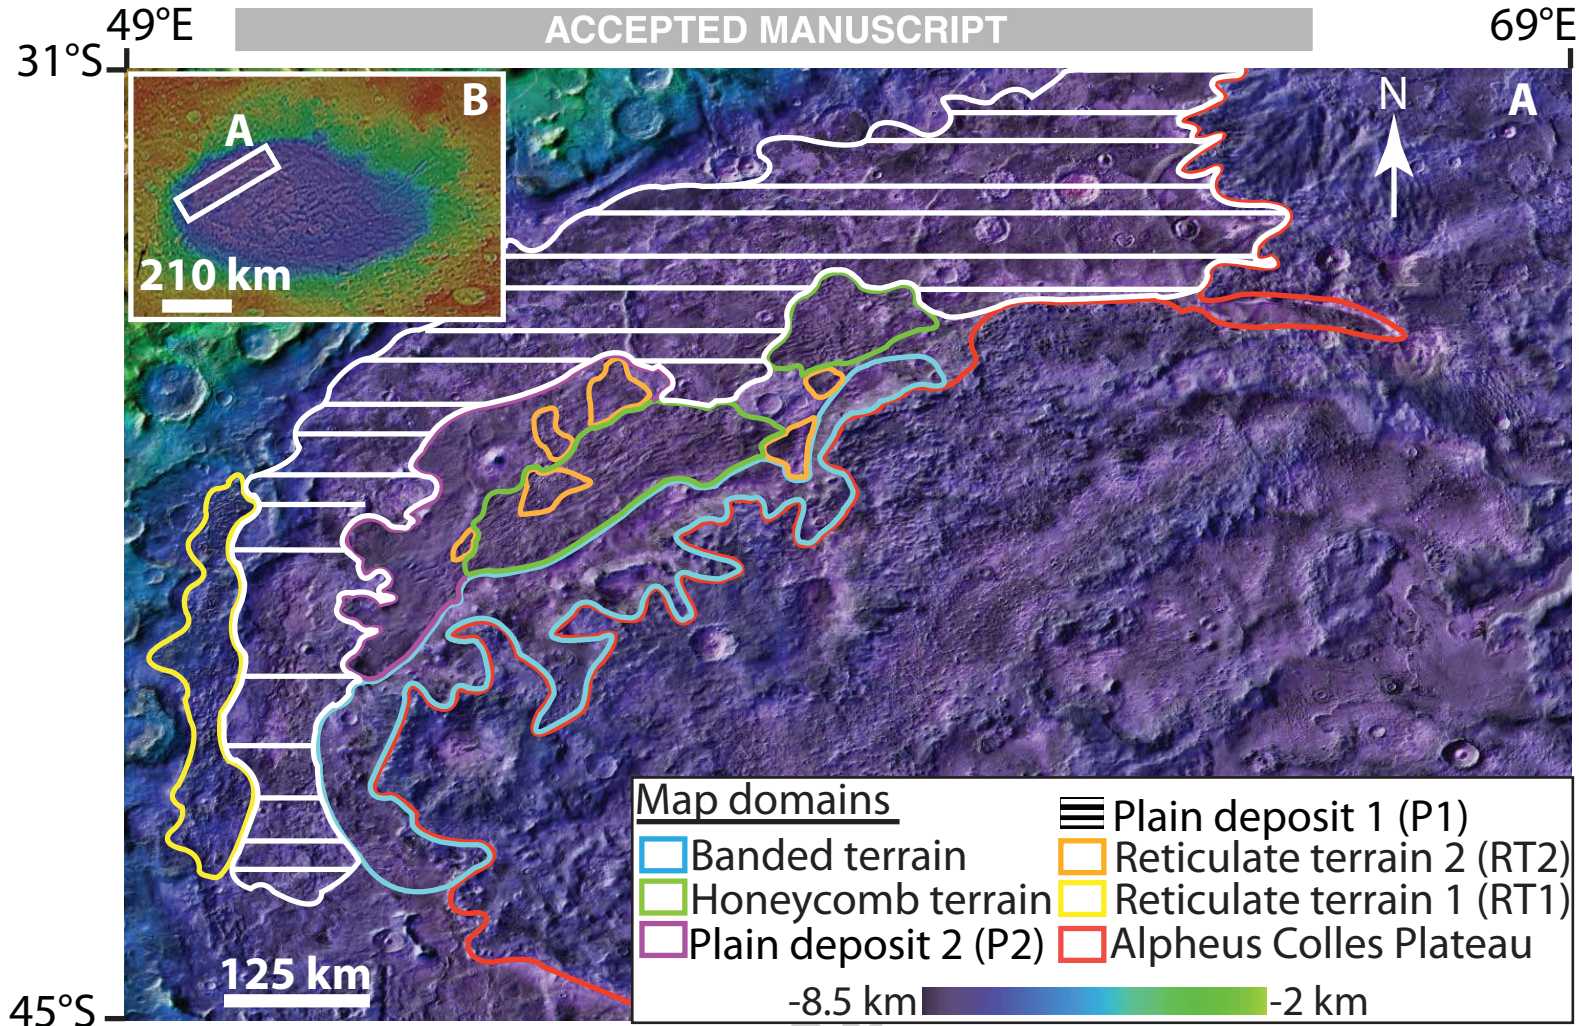 49°E
ACCEPTED MANUSCRIPT
69°E
31°S
B
A
210 km
N
A
Map domains
Banded terrain
Honeycomb terrain
Plain deposit 2 (P2)
Plain deposit 1 (P1)
Reticulate terrain 2 (RT2)
Reticulate terrain 1 (RT1)
Alpheus Colles Plateau
-8.5 km
-2 km
125 km
45°S